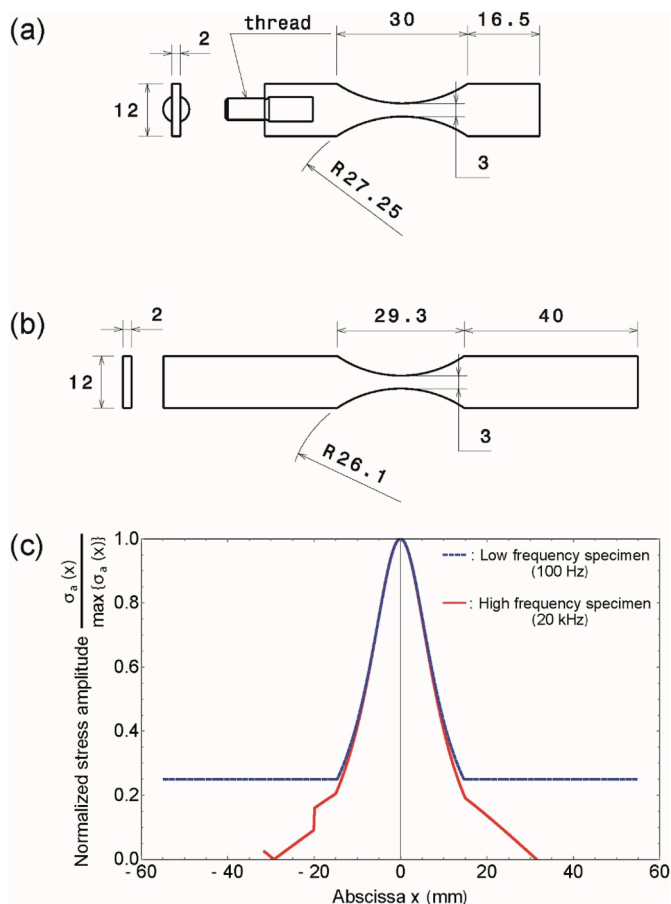 (a)
thread
30
16.5
2
12
3
R27.25
(b)
2
29.3
40
12
3
R26.1
(c)
Normalized stress amplitude σa(x) / max {σa(x)}
1.0
0.8
0.6
0.4
0.2
0.0
: Low frequency specimen
(100 Hz)
: High frequency specimen
(20 kHz)
- 60
- 40
- 20
0
20
40
60
Abscissa x (mm)